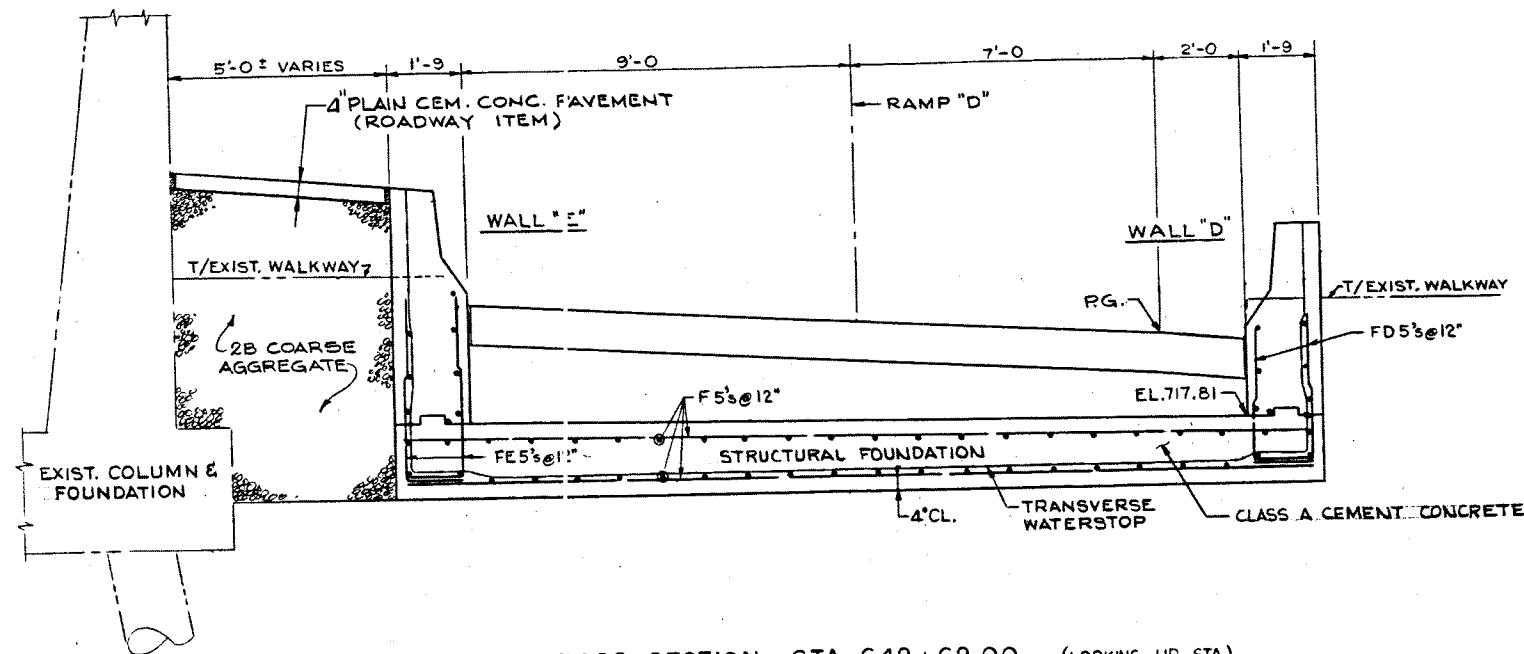 5'-0± VARIES
1'-9
9'-0
7'-0
2'-0
1'-9
4" PLAIN CEM. CONC. PAVEMENT
(ROADWAY ITEM)
RAMP "D"
WALL "E"
WALL "D"
T/EXIST. WALKWAY
T/EXIST. WALKWAY
P.G.
FD 5's @ 12"
2B COARSE
AGGREGATE
F 5's @ 12"
EL. 717.81
FE 5's @ 12"
STRUCTURAL FOUNDATION
EXIST. COLUMN &
FOUNDATION
4" CL.
TRANSVERSE
WATERSTOP
CLASS A CEMENT CONCRETE
SECTION STA. (LOOKING UP STA)